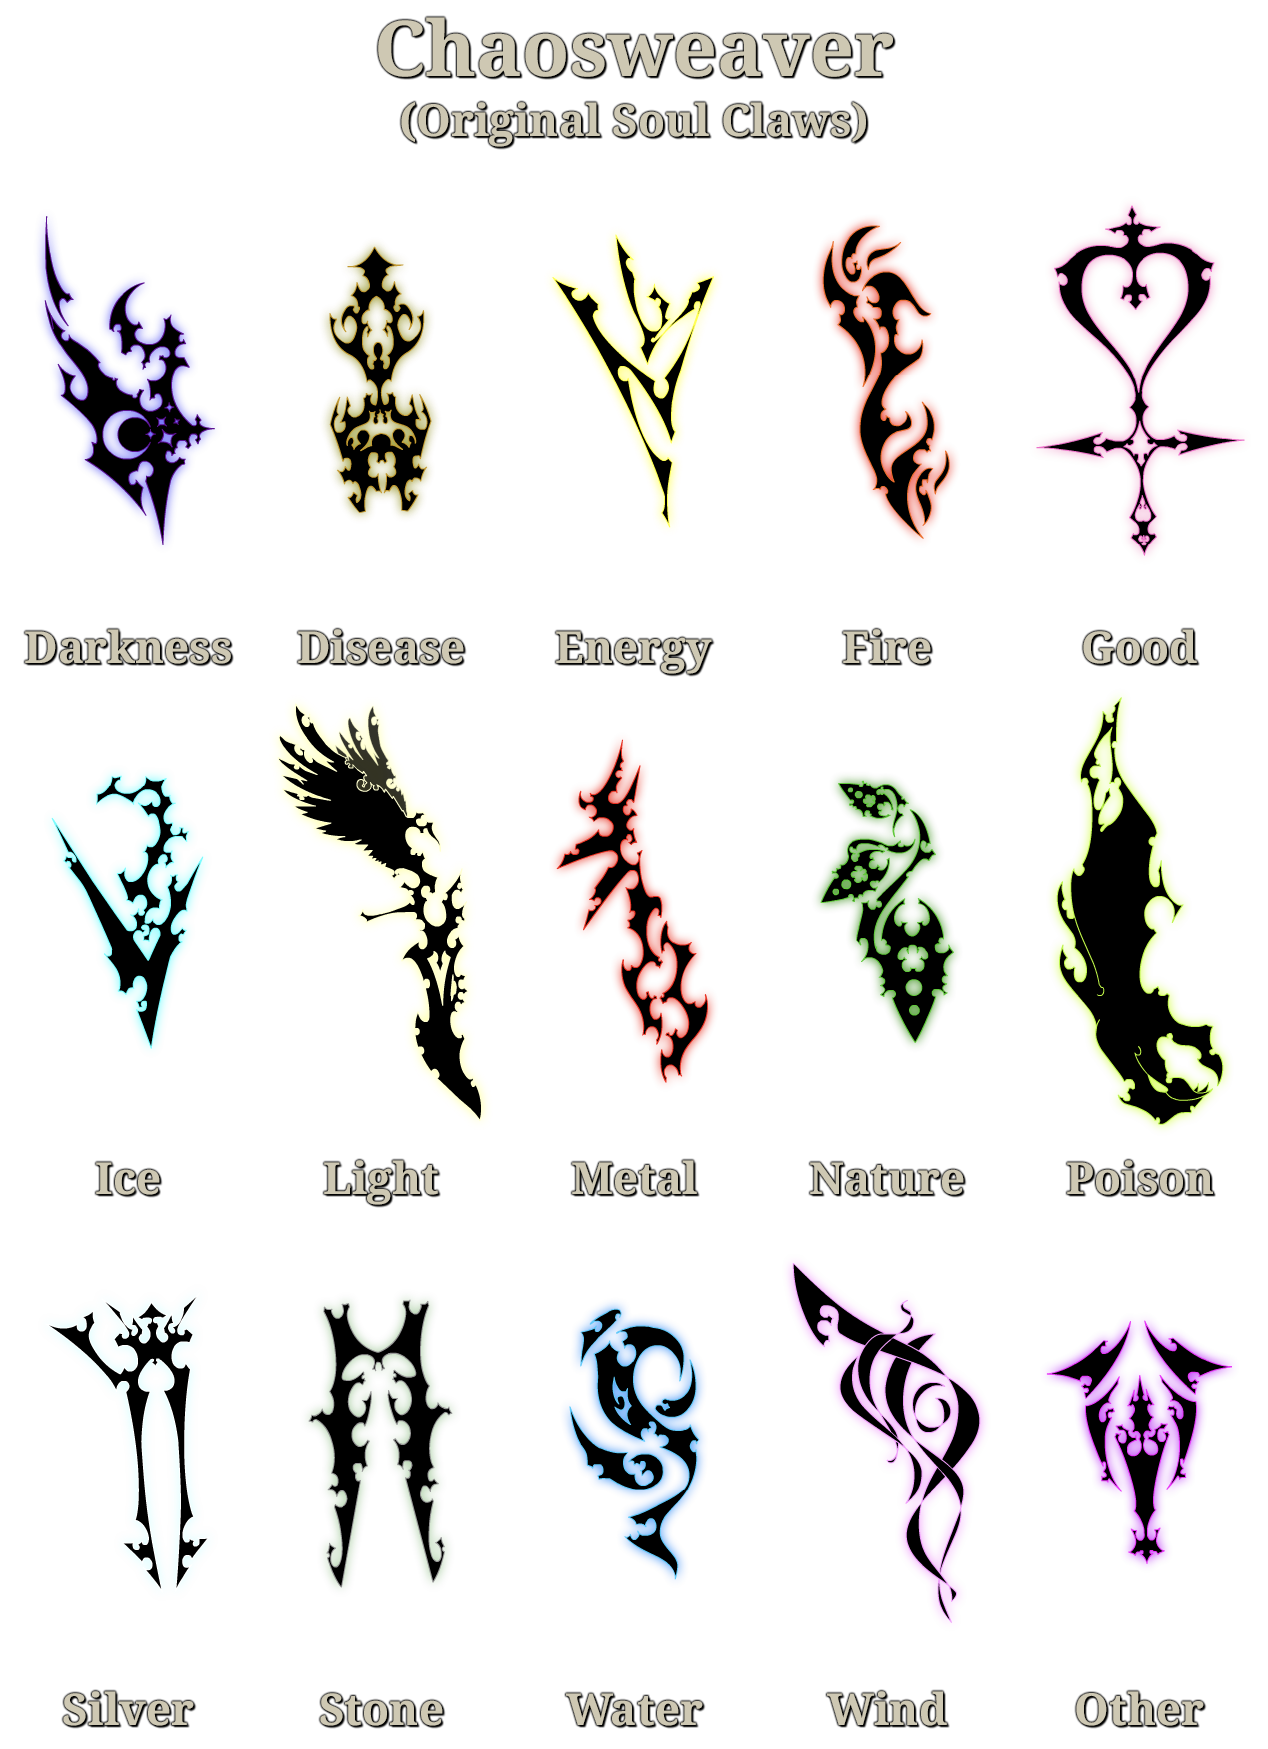 Chaosweaver
(Original Soul Claws)
Darkness Disease Energy Fire Good
Ice Light Metal Nature Poison
Silver Stone Water Wind Other